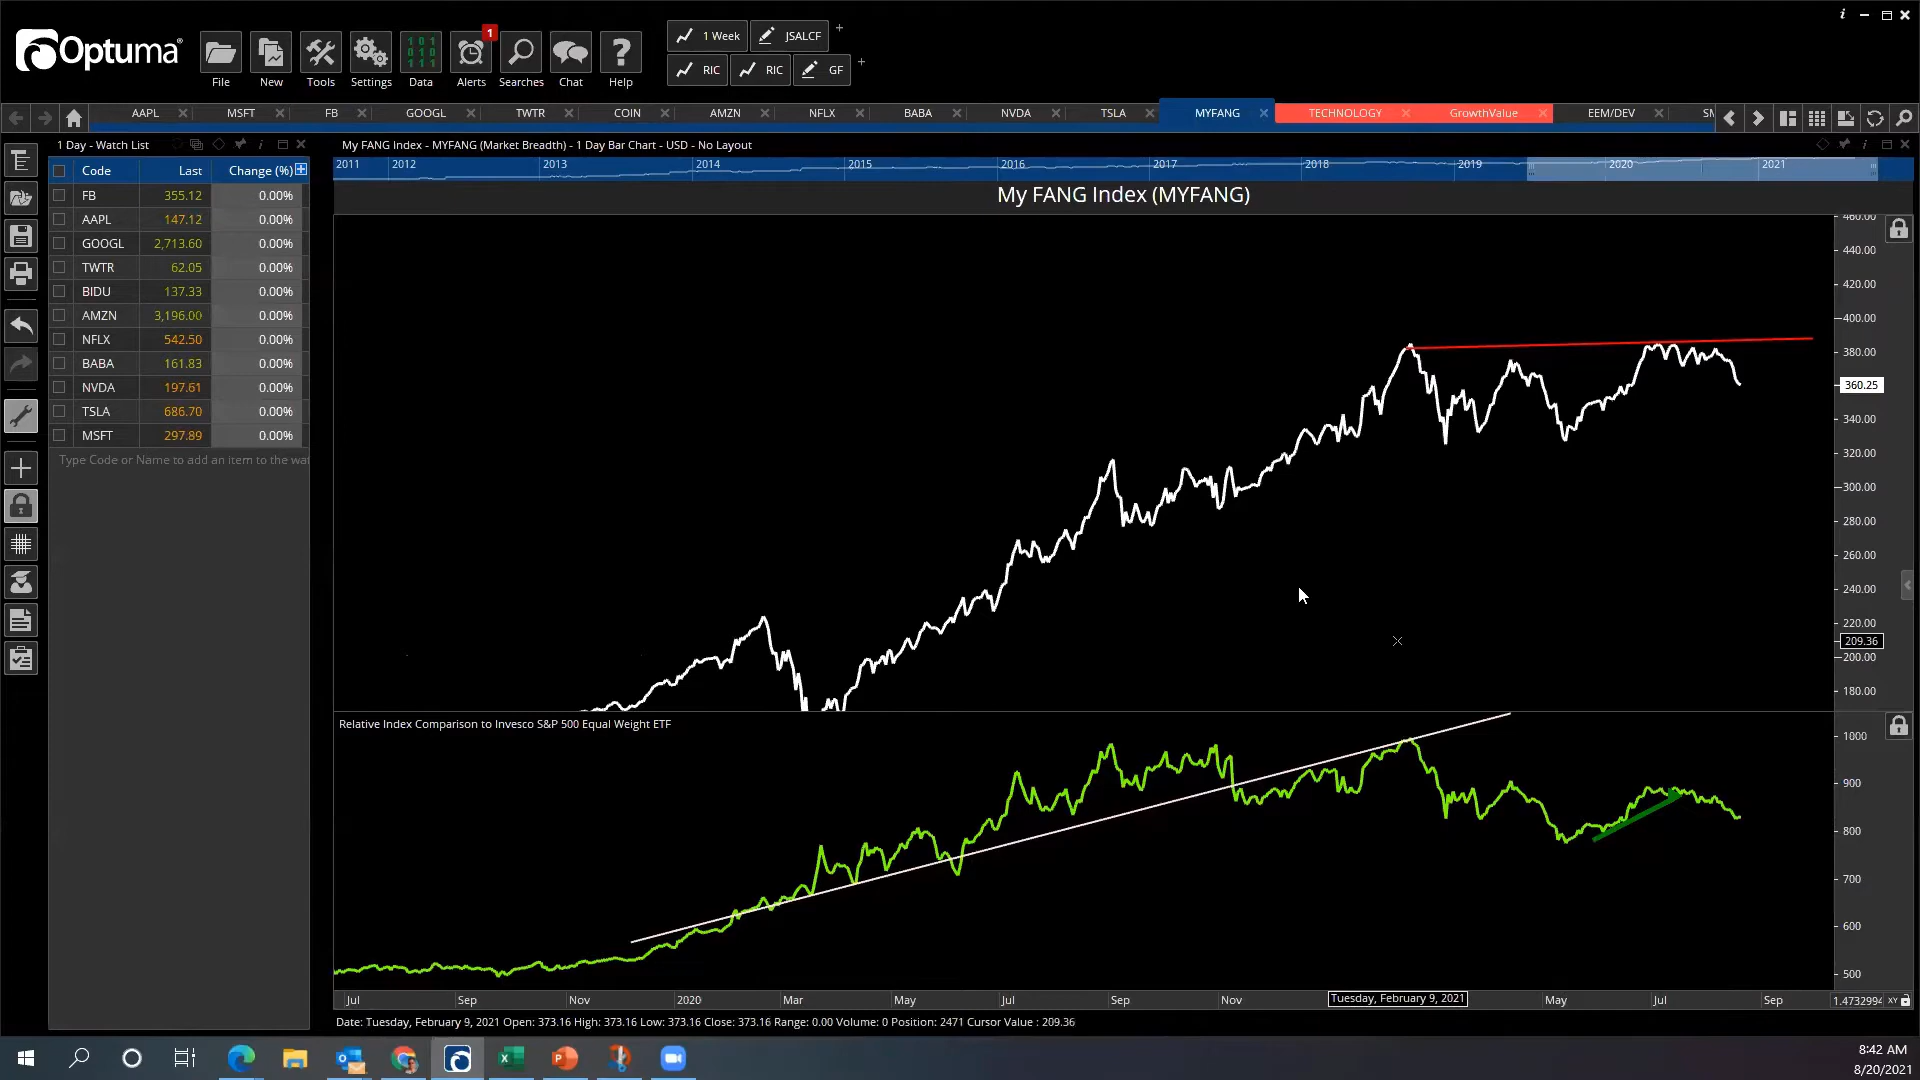 Optuma®
File
New
Tools
Settings
Data
1
Alerts
Searches
Chat
Help
1 Week
JSALCF
+
RIC
RIC
GF
+
AAPL
MSFT
FB
GOOGL
TWTR
COIN
AMZN
NFLX
BABA
NVDA
TSLA
MYFANG
TECHNOLOGY
GrowthValue
EEM/DEV
1 Day - Watch List
My FANG Index - MYFANG (Market Breadth) - 1 Day Bar Chart - USD - No Layout
Code Last Change (%)
FB 355.12 0.00%
AAPL 147.12 0.00%
GOOGL 2,713.60 0.00%
TWTR 62.05 0.00%
BIDU 137.33 0.00%
AMZN 3,196.00 0.00%
NFLX 542.50 0.00%
BABA 161.83 0.00%
NVDA 197.61 0.00%
TSLA 686.70 0.00%
MSFT 297.89 0.00%
Type Code or Name to add an item to the wat
2011 2012 2013 2014 2015 2016 2017 2018 2019 2020 2021
My FANG Index (MYFANG)
460.00
440.00
420.00
400.00
380.00
360.25
340.00
320.00
300.00
280.00
260.00
240.00
220.00
209.36
200.00
180.00
Relative Index Comparison to Invesco S&P 500 Equal Weight ETF
1000
900
800
700
600
500
Jul Sep Nov 2020 Mar May Jul Sep Nov Tuesday, February 9, 2021 May Jul Sep
1.4732994 XY
Date: Tuesday, February 9, 2021 Open: 373.16 High: 373.16 Low: 373.16 Close: 373.16 Range: 0.00 Volume: 0 Position: 2471 Cursor Value : 209.36
8:42 AM
8/20/2021